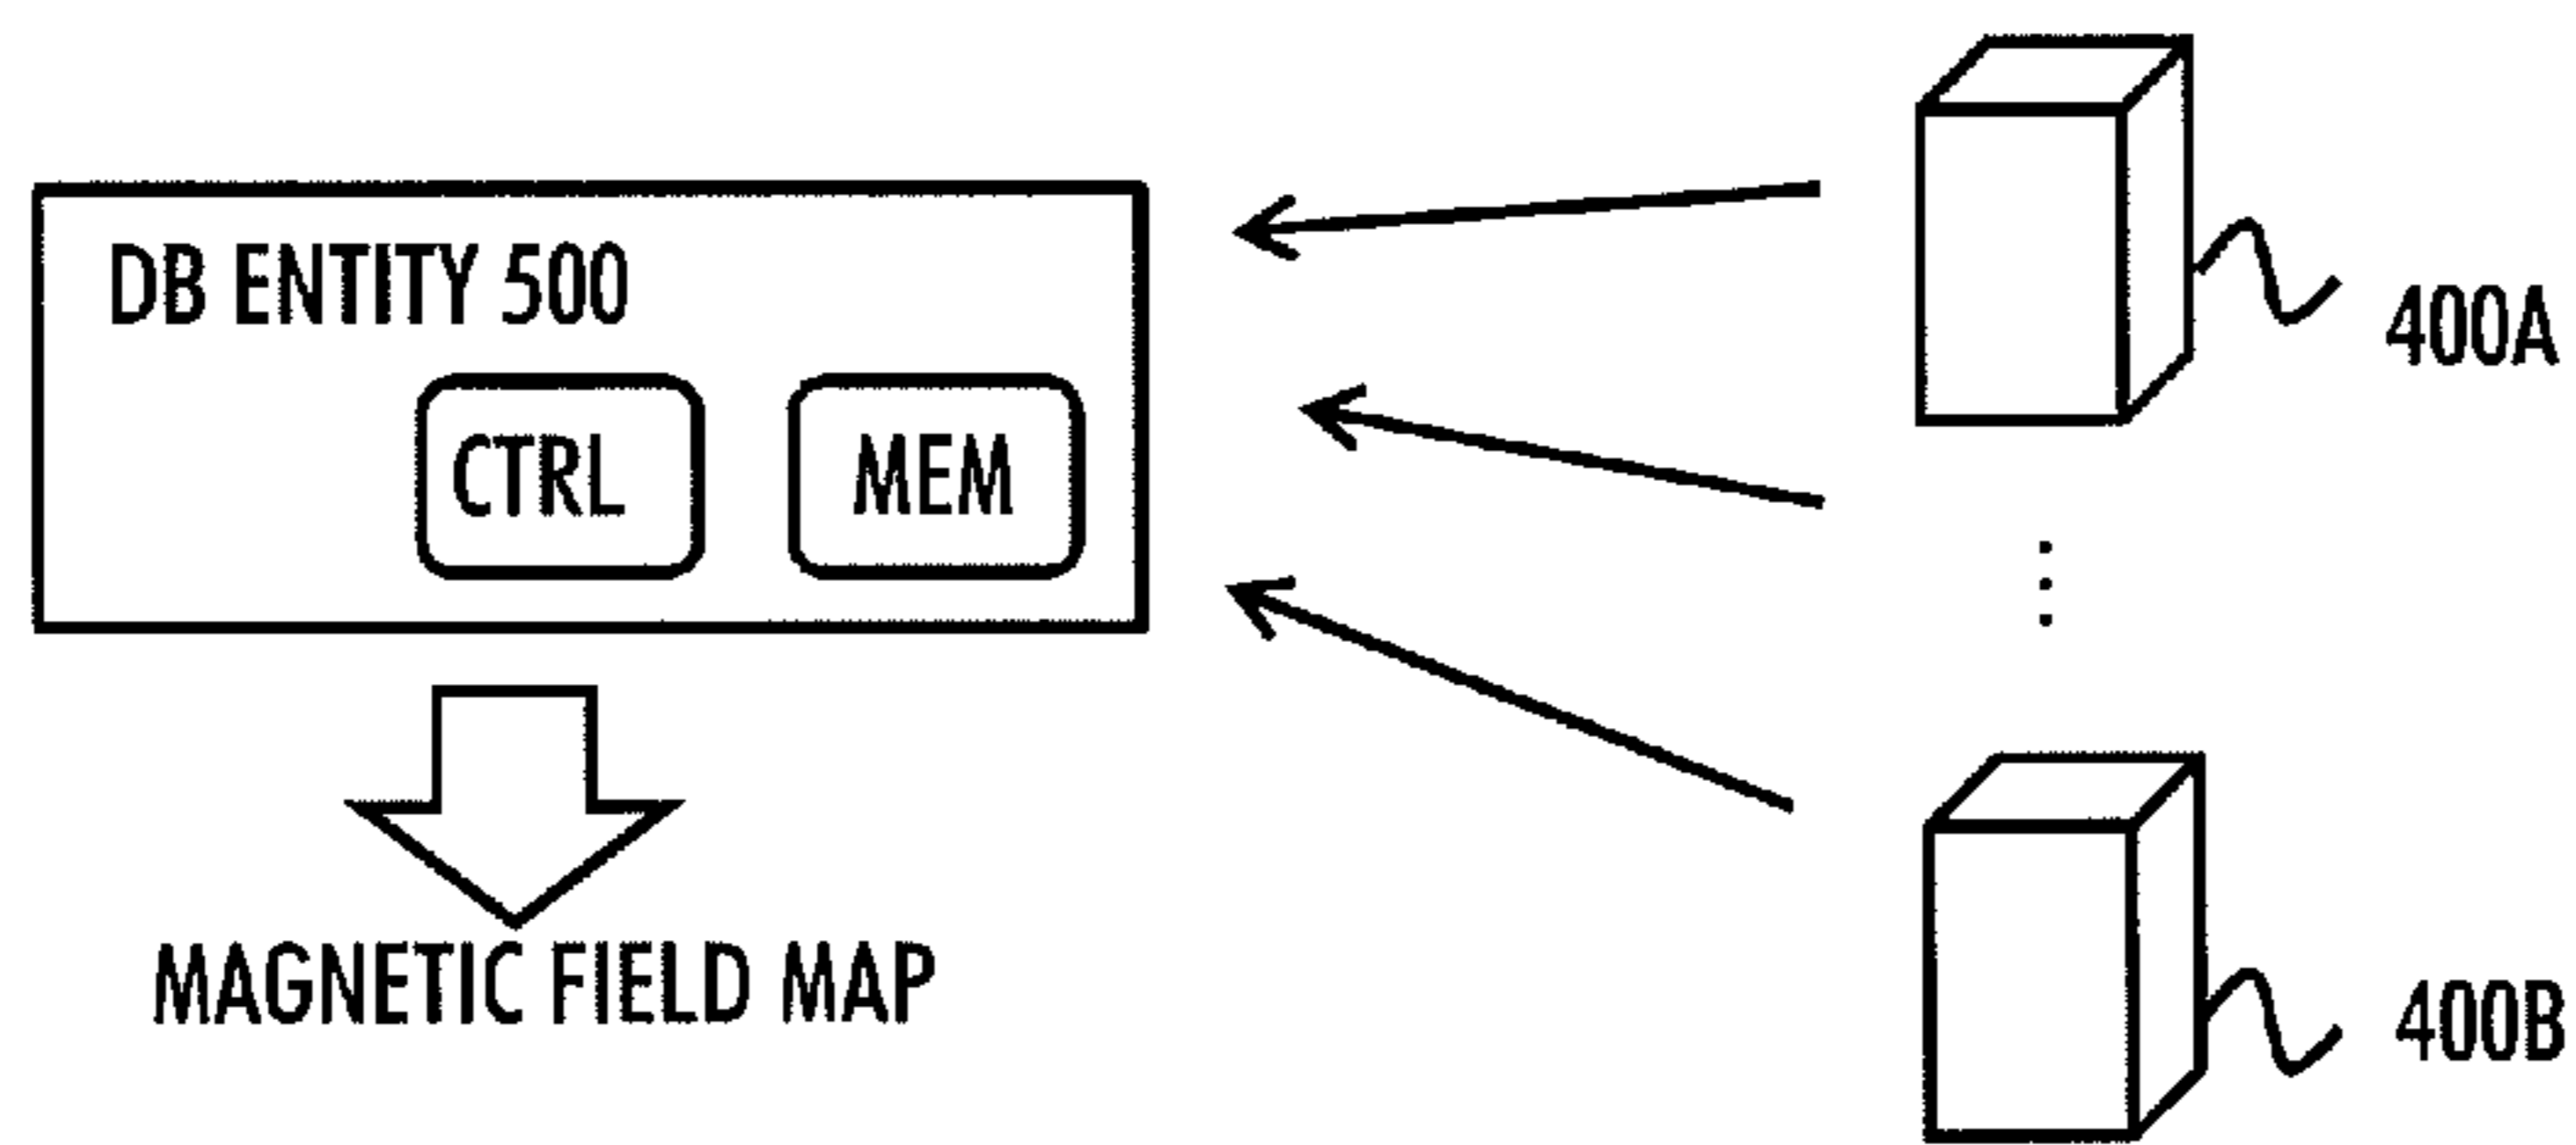 DB ENTITY 500
CTRL
MEM
400A
MAGNETIC FIELD MAP
400B